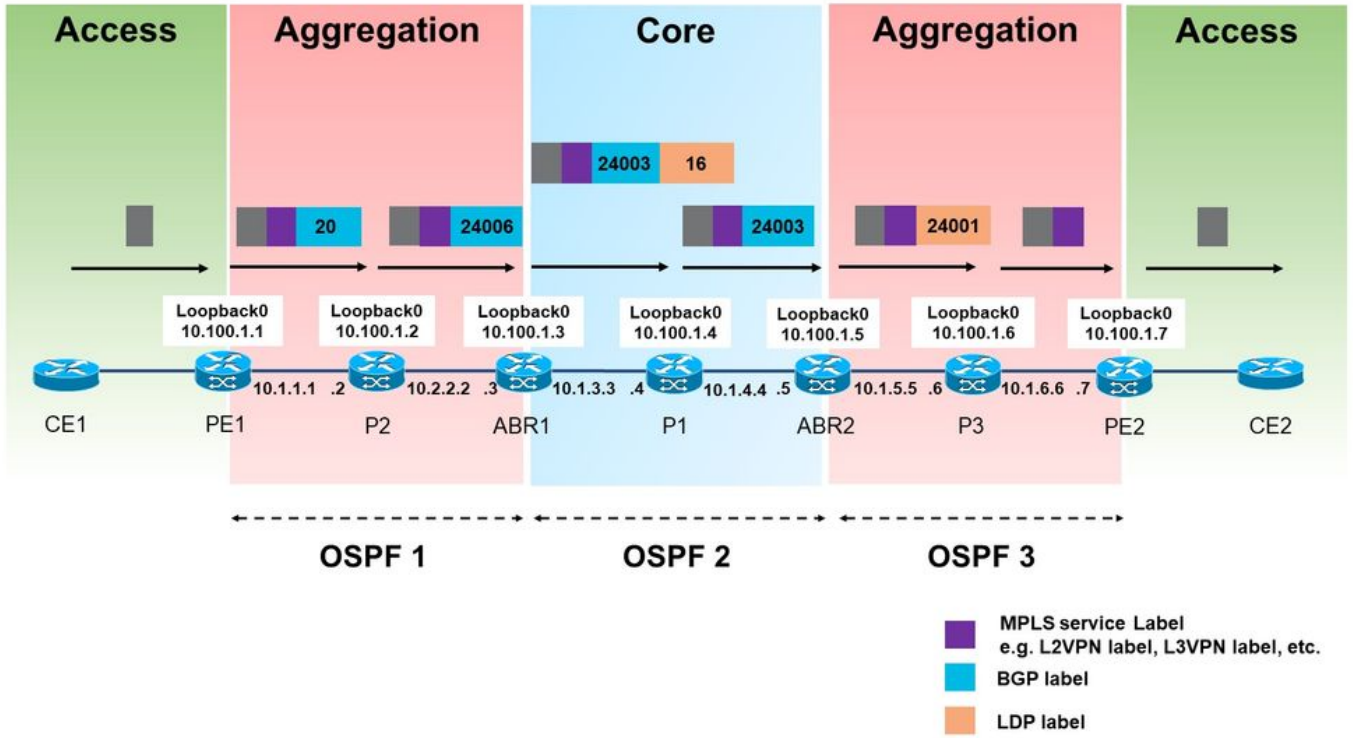 Access
Aggregation
Core
Aggregation
Access
24003
16
20
24006
24003
24001
Loopback0
10.100.1.1
Loopback0
10.100.1.2
Loopback0
10.100.1.3
Loopback0
10.100.1.4
Loopback0
10.100.1.5
Loopback0
10.100.1.6
Loopback0
10.100.1.7
10.1.1.1 .2
10.2.2.2 .3
10.1.3.3 .4
10.1.4.4 .5
10.1.5.5 .6
10.1.6.6 .7
CE1
PE1
P2
ABR1
P1
ABR2
P3
PE2
CE2
OSPF 1
OSPF 2
OSPF 3
MPLS service Label
e.g. L2VPN label, L3VPN label, etc.
BGP label
LDP label